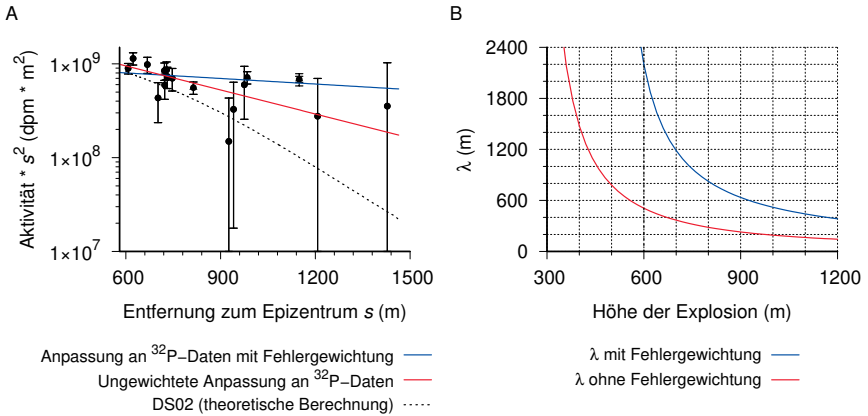 A
Aktivität * s² (dpm * m²)
1×10⁹
1×10⁸
1×10⁷
600 900 1200 1500
Entfernung zum Epizentrum s (m)
Anpassung an ³²P−Daten mit Fehlergewichtung
Ungewichtete Anpassung an ³²P−Daten
DS02 (theoretische Berechnung)
B
λ (m)
2400
1800
1200
600
0
300 600 900 1200
Höhe der Explosion (m)
λ mit Fehlergewichtung
λ ohne Fehlergewichtung